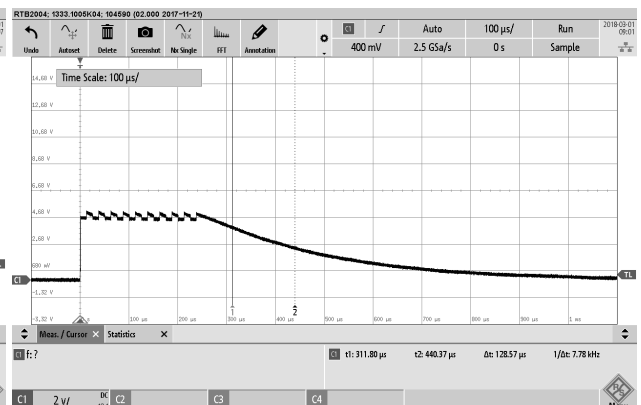 RTB2004; 1333.1005K04; 104590 (02.000 2017-11-21)
Undo Autoset Delete Screenshot Nx Single FFT Annotation
C1 Auto 100 µs/ Run
400 mV 2.5 GSa/s 0 s Sample
2018-03-01
09:01
Time Scale: 100 µs/
14,68 V
12,68 V
10,68 V
8,68 V
6,68 V
4,68 V
2,68 V
680 mV
C1
TL
-1,32 V
1 2
-3,32 V 100 µs 200 µs 300 µs 400 µs 500 µs 600 µs 700 µs 800 µs 900 µs 1 ms
Meas. / Cursor X Statistics X
C1 f: ? C1 t1: 311.80 µs t2: 440.37 µs Δt: 128.57 µs 1/Δt: 7.78 kHz
C1 2 V/ DC C2 C3 C4
R&S